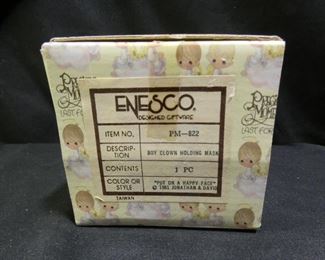 ENESCO.
DESIGNED GIFTWARE
ITEM NO. PM-822
DESCRIP-
TION BOY CLOWN HOLDING MASK
CONTENTS 1 PC
COLOR OR
STYLE "PUT ON A HAPPY FACE"
© 1981 JONATHAN & DAVID
TAIWAN